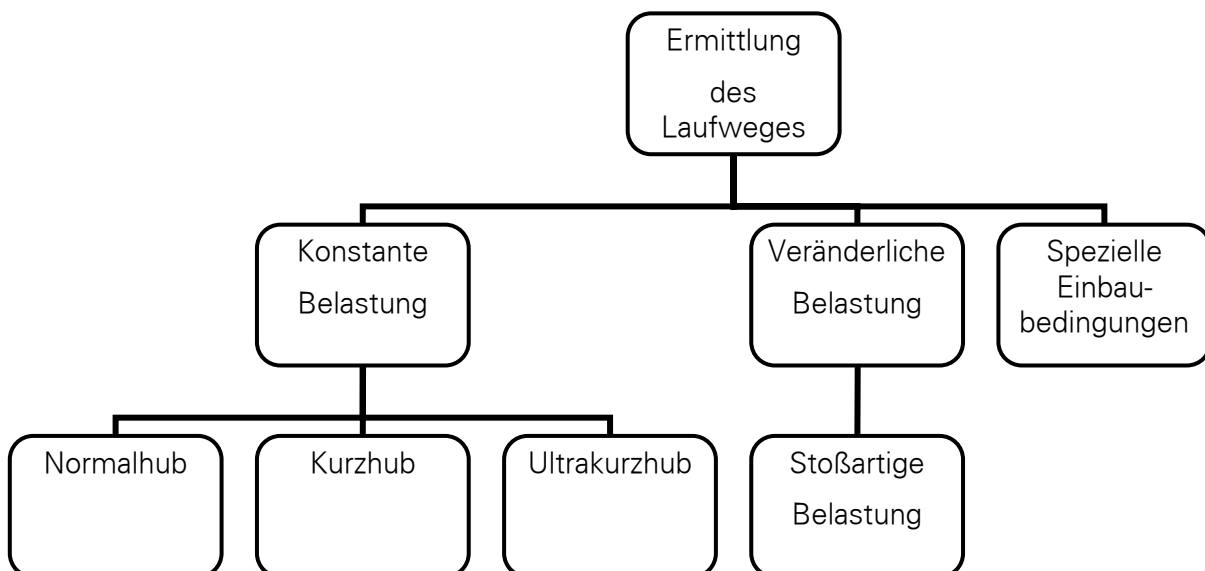 Ermittlung
des
Laufweges
Konstante
Belastung
Veränderliche
Belastung
Spezielle
Einbau-
bedingungen
Normalhub
Kurzhub
Ultrakurzhub
Stoßartige
Belastung